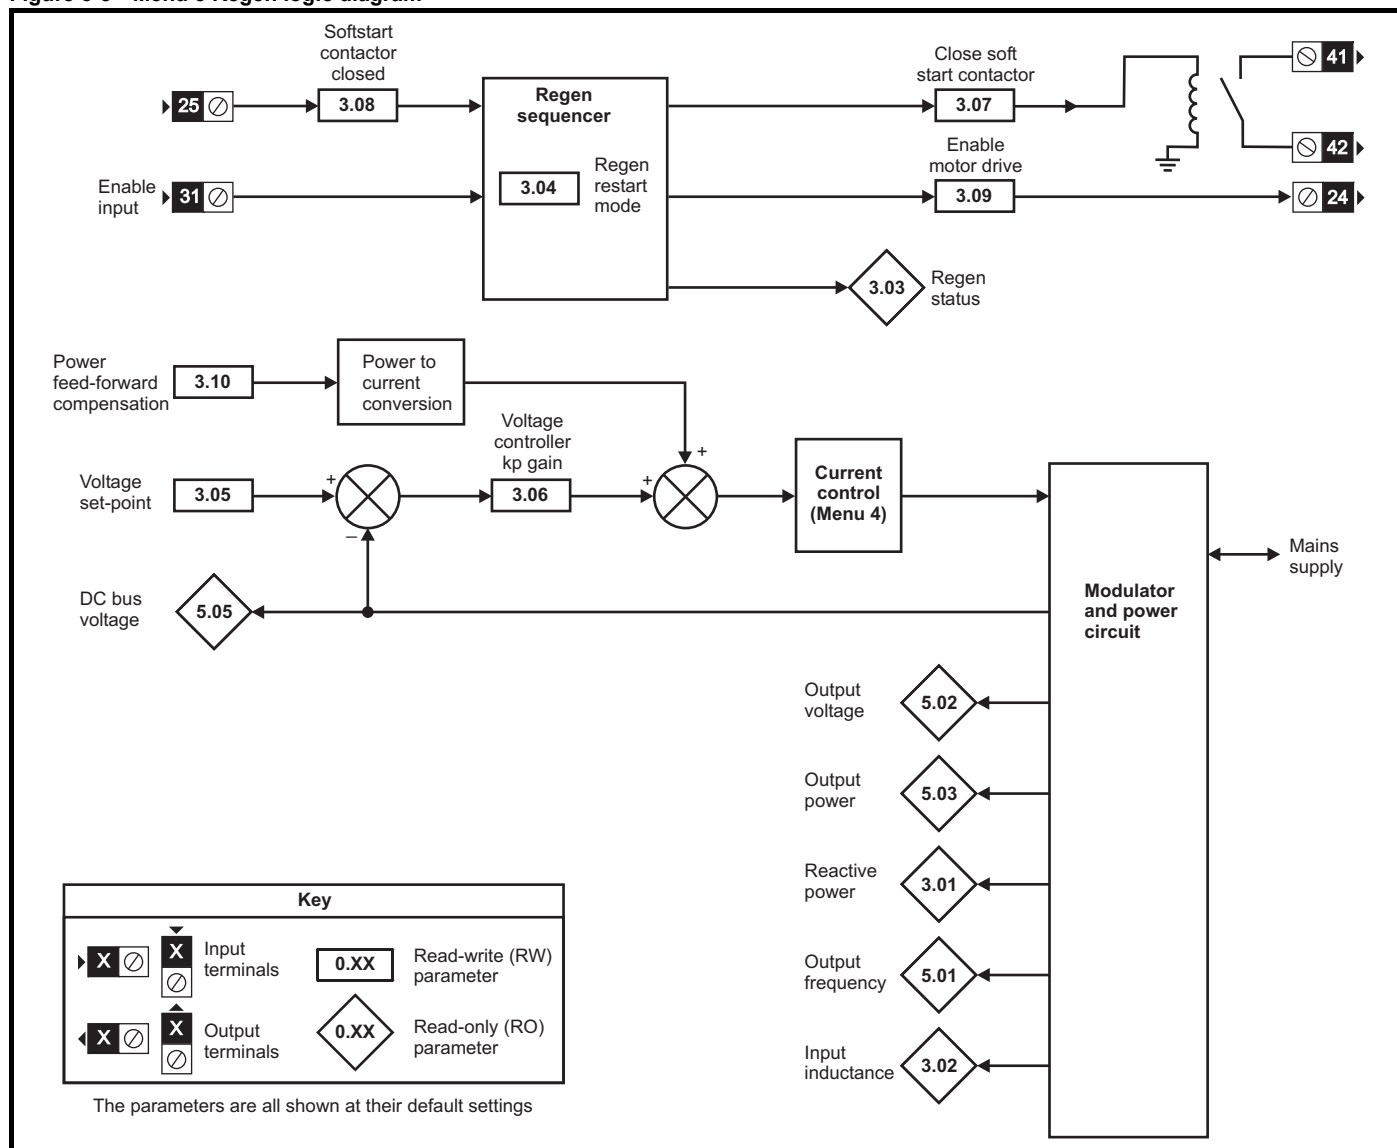 Softstart
contactor
closed
25
3.08
Regen
sequencer
Close soft
start contactor
3.07
41
42
Enable
input
31
3.04
Regen
restart
mode
Enable
motor drive
3.09
24
3.03
Regen
status
Power
feed-forward
compensation
3.10
Power to
current
conversion
+
Voltage
set-point
3.05
+
–
Voltage
controller
kp gain
3.06
+
Current
control
(Menu 4)
Modulator
and power
circuit
Mains
supply
DC bus
voltage
5.05
Output
voltage
5.02
Output
power
5.03
Reactive
power
3.01
Output
frequency
5.01
Input
inductance
3.02
Key
X
X
Input
terminals
0.XX
Read-write (RW)
parameter
X
X
Output
terminals
0.XX
Read-only (RO)
parameter
The parameters are all shown at their default settings